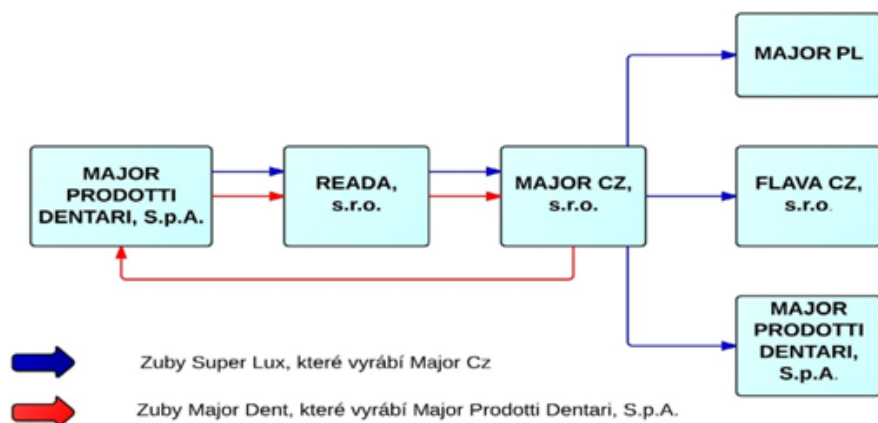 MAJOR PL
MAJOR
PRODOTTI
DENTARI, S.p.A.
READA,
s.r.o.
MAJOR CZ,
s.r.o.
FLAVA CZ,
s.r.o.
MAJOR
PRODOTTI
DENTARI,
S.p.A.
Zuby Super Lux, které vyrábí Major Cz
Zuby Major Dent, které vyrábí Major Prodotti Dentari, S.p.A.